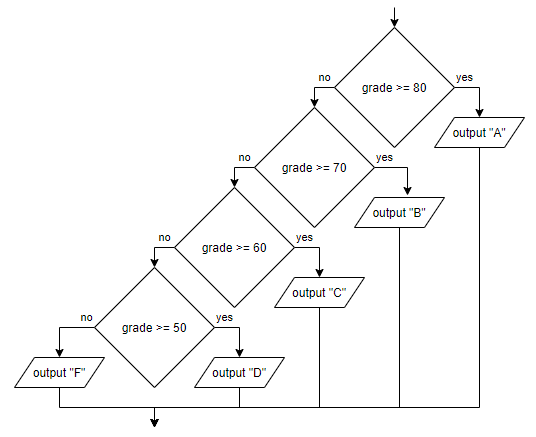 no
grade >= 80
yes
output "A"
no
grade >= 70
yes
output "B"
no
grade >= 60
yes
output "C"
no
grade >= 50
yes
output "F"
output "D"